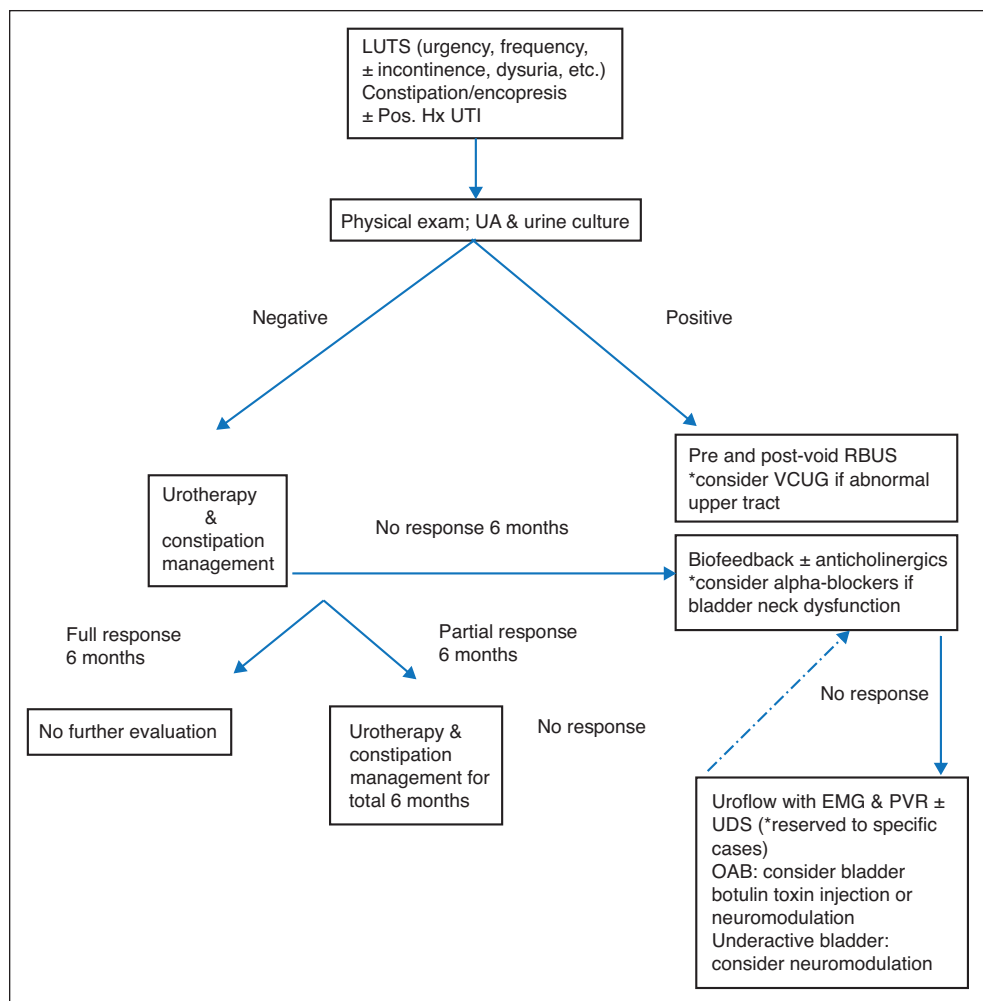 LUTS (urgency, frequency,
± incontinence, dysuria, etc.)
Constipation/encopresis
± Pos. Hx UTI
Physical exam; UA & urine culture
Negative
Positive
Pre and post-void RBUS
*consider VCUG if abnormal
upper tract
Urotherapy
&
constipation
management
No response 6 months
Biofeedback ± anticholinergics
*consider alpha-blockers if
bladder neck dysfunction
Full response
6 months
Partial response
6 months
No response
No further evaluation
Urotherapy &
constipation
management for
total 6 months
No response
Uroflow with EMG & PVR ±
UDS (*reserved to specific
cases)
OAB: consider bladder
botulin toxin injection or
neuromodulation
Underactive bladder:
consider neuromodulation